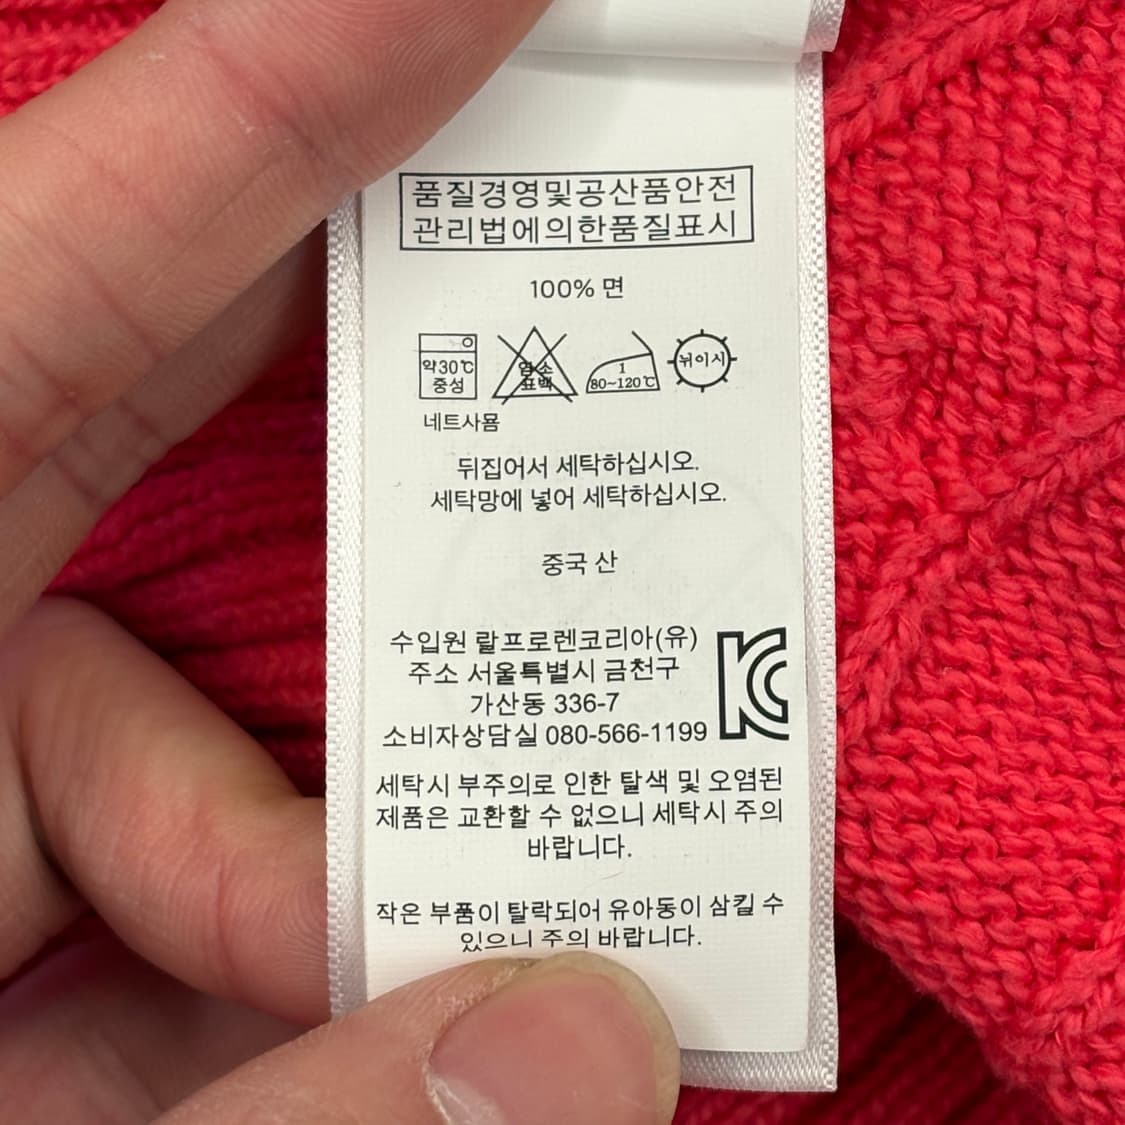 품질경영및공산품안전
관리법에의한품질표시
100% 면
약30℃
중성
염소
표백
1
80~120℃
뉘이시
네트사용
뒤집어서 세탁하십시오.
세탁망에 넣어 세탁하십시오.
중국 산
수입원 랄프로렌코리아(유)
주소 서울특별시 금천구
가산동 336-7
소비자상담실 080-566-1199
KC
세탁시 부주의로 인한 탈색 및 오염된
제품은 교환할 수 없으니 세탁시 주의
바랍니다.
작은 부품이 탈락되어 유아동이 삼킬 수
있으니 주의 바랍니다.